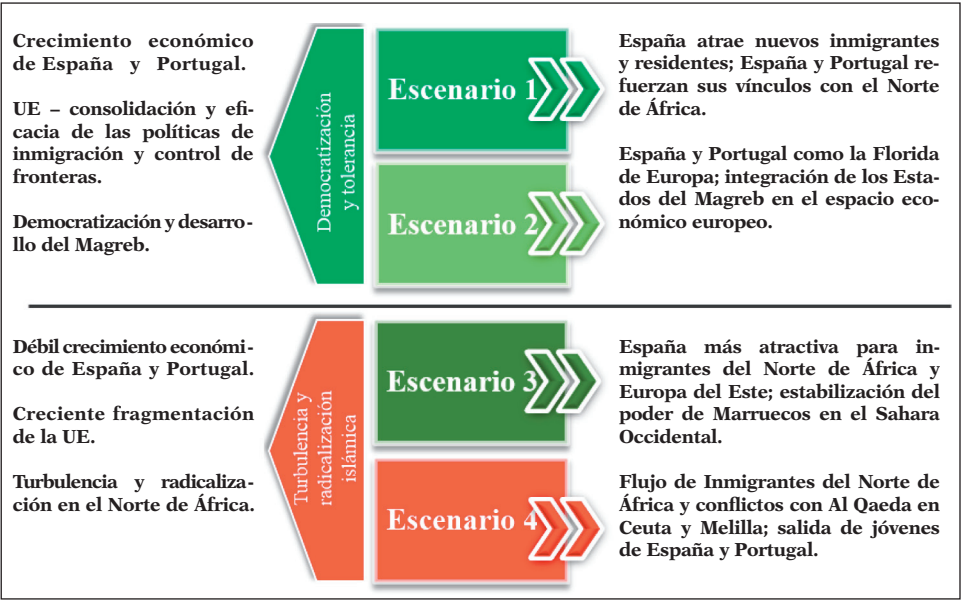 Crecimiento económico
de España y Portugal.
UE – consolidación y efi-
cacia de las políticas de
inmigración y control de
fronteras.
Democratización y desarro-
llo del Magreb.
Democratización
y tolerancia
Escenario 1
Escenario 2
España atrae nuevos inmigrantes
y residentes; España y Portugal re-
fuerzan sus vínculos con el Norte
de África.
España y Portugal como la Florida
de Europa; integración de los Esta-
dos del Magreb en el espacio eco-
nómico europeo.
Débil crecimiento económi-
co de España y Portugal.
Creciente fragmentación
de la UE.
Turbulencia y radicaliza-
ción en el Norte de África.
Turbulencia y
radicalización
islámica
Escenario 3
Escenario 4
España más atractiva para in-
migrantes del Norte de África y
Europa del Este; estabilización del
poder de Marruecos en el Sahara
Occidental.
Flujo de Inmigrantes del Norte de
África y conflictos con Al Qaeda en
Ceuta y Melilla; salida de jóvenes
de España y Portugal.